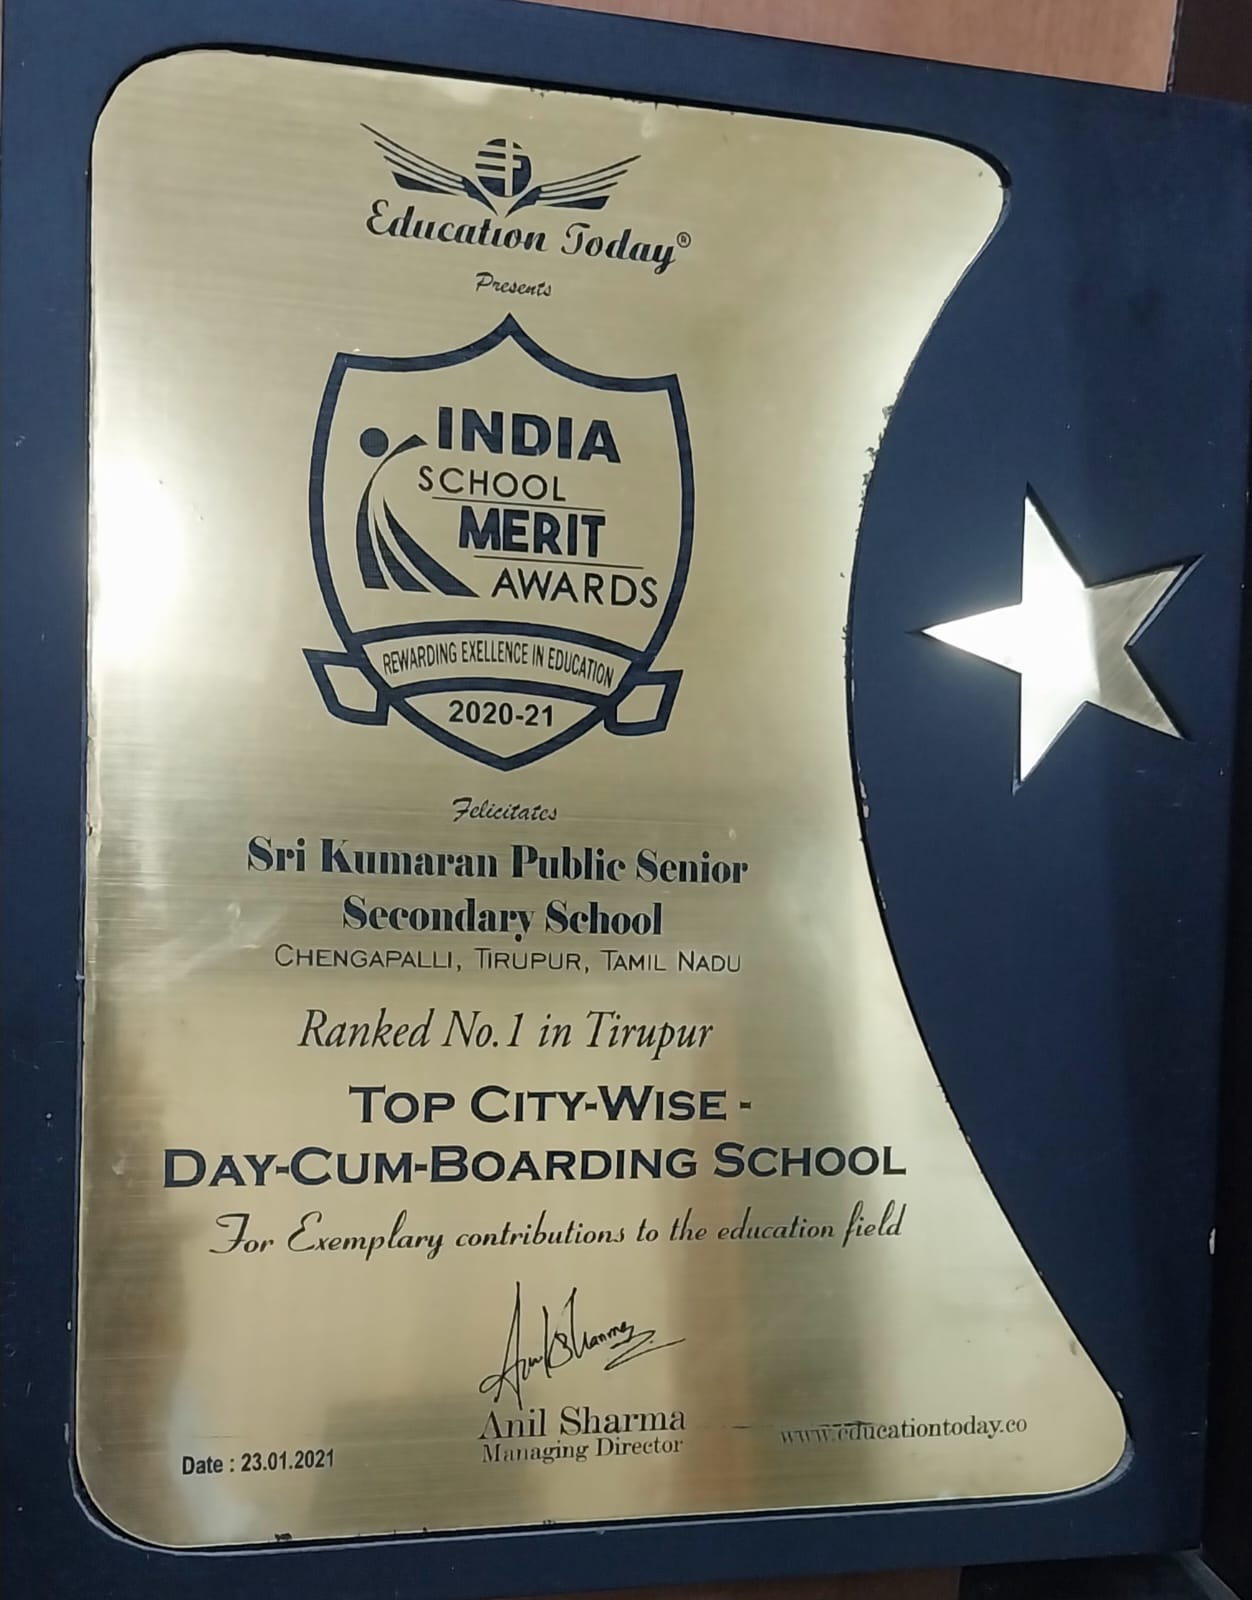 Education Today®
Presents
INDIA
SCHOOL
MERIT
AWARDS
REWARDING EXELLENCE IN EDUCATION
2020-21
Felicitates
Sri Kumaran Public Senior
Secondary School
CHENGAPALLI, TIRUPUR, TAMIL NADU
Ranked No.1 in Tirupur
TOP CITY-WISE -
DAY-CUM-BOARDING SCHOOL
For Exemplary contributions to the education field
Anil Sharma
Managing Director
Date : 23.01.2021
www.educationtoday.co